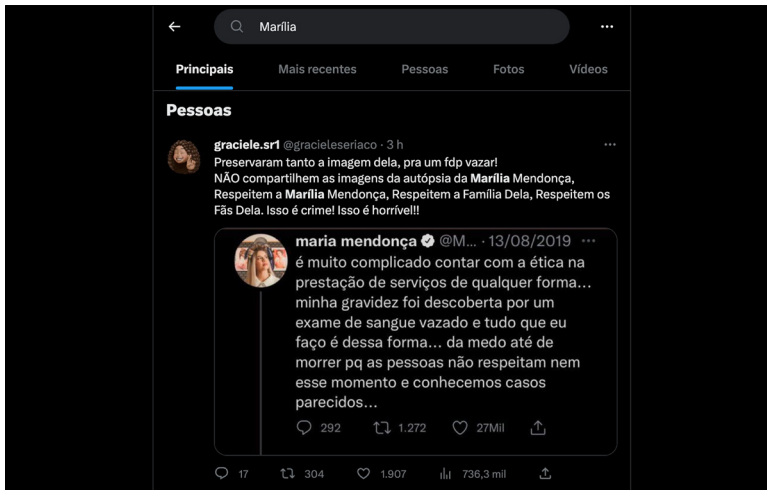 Marília
Principais Mais recentes Pessoas Fotos Vídeos
Pessoas
graciele.sr1 @gracieleseriaco · 3 h
Preservaram tanto a imagem dela, pra um fdp vazar!
NÃO compartilhem as imagens da autópsia da Marília Mendonça,
Respeitem a Marília Mendonça, Respeitem a Família Dela, Respeitem os
Fãs Dela. Isso é crime! Isso é horrível!!
maria mendonça @M... · 13/08/2019
é muito complicado contar com a ética na
prestação de serviços de qualquer forma...
minha gravidez foi descoberta por um
exame de sangue vazado e tudo que eu
faço é dessa forma... da medo até de
morrer pq as pessoas não respeitam nem
esse momento e conhecemos casos
parecidos...
292 1.272 27Mil
17 304 1.907 736,3 mil